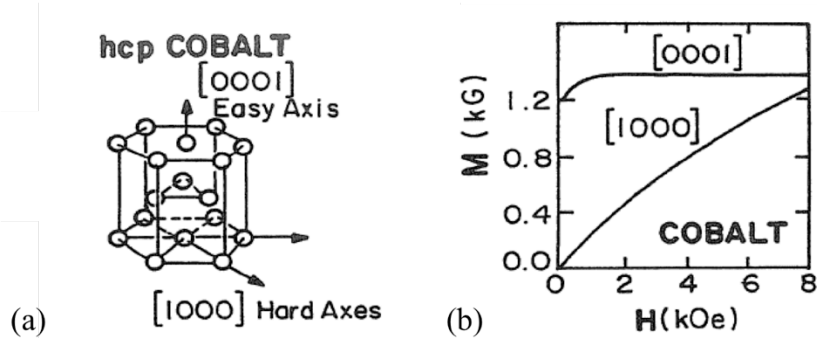 hcp COBALT
[0001]
Easy Axis
[1000] Hard Axes
(a)
M (kG)
1.2
0.8
0.4
0.0
[0001]
[1000]
COBALT
0 2 4 6 8
H(kOe)
(b)